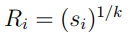 R_i = (s_i)^{1/k}